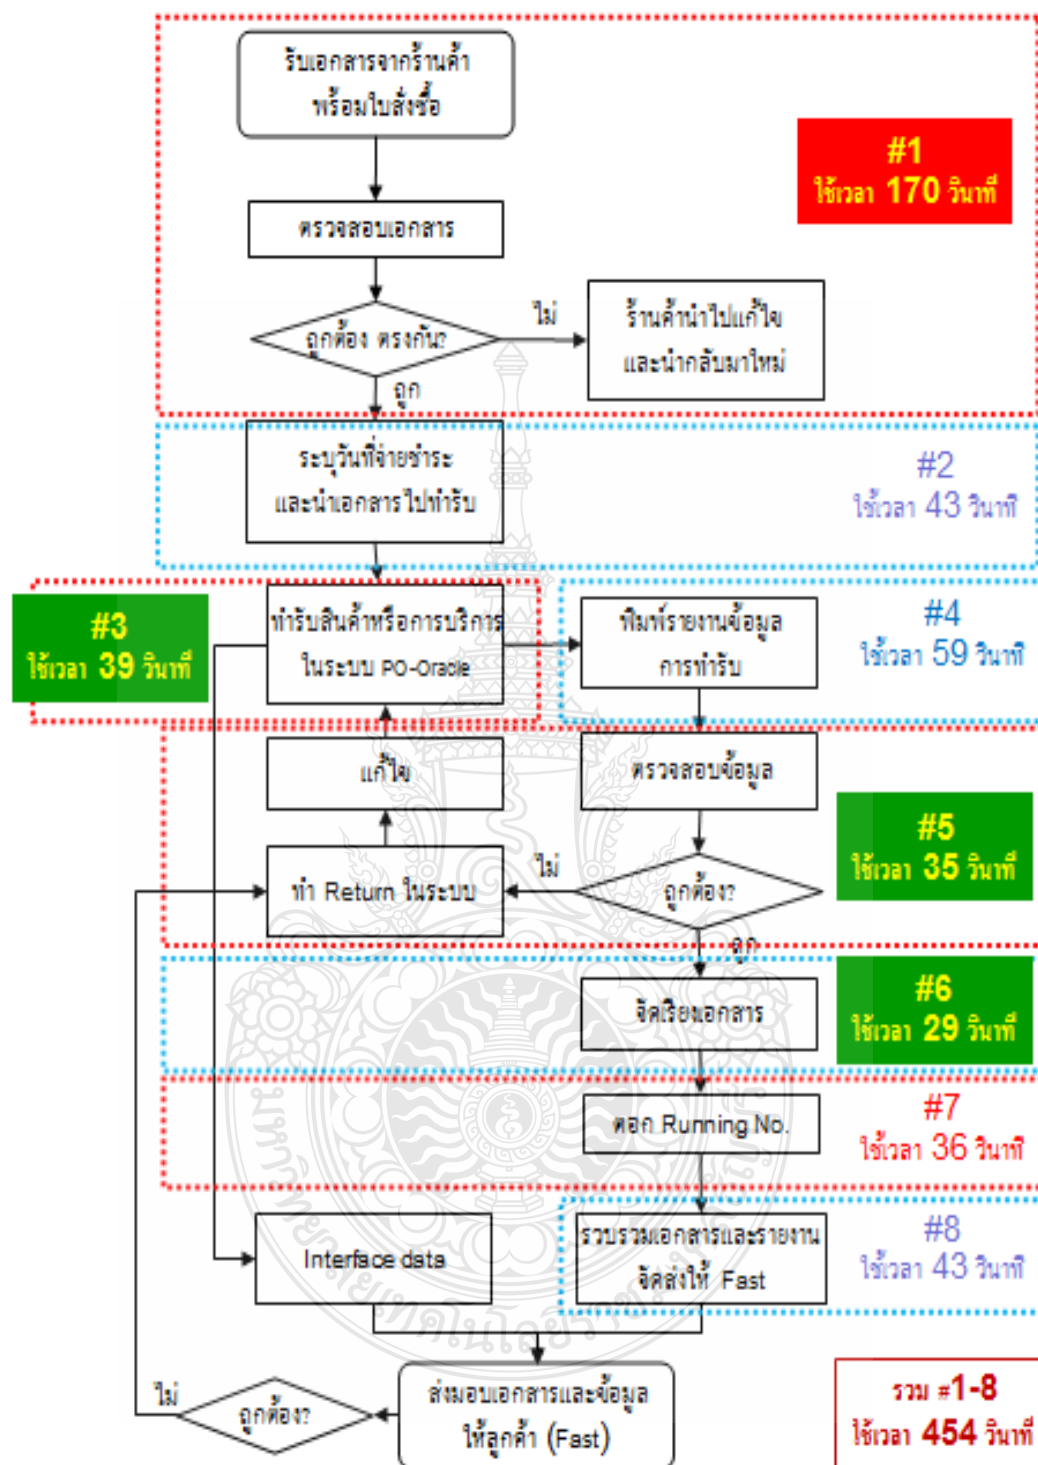 รับเอกสารจากร้านค้า
พร้อมใบสั่งซื้อ
#1
ใช้เวลา 170 วินาที
ตรวจสอบเอกสาร
ถูกต้อง ตรงกัน?
ไม่
ร้านค้านำไปแก้ไข
และนำกลับมาใหม่
ถูก
ระบุวันที่จ่ายชำระ
และนำเอกสารไปทำรับ
#2
ใช้เวลา 43 วินาที
#3
ใช้เวลา 39 วินาที
ทำรับสินค้าหรือการบริการ
ในระบบ PO-Oracle
พิมพ์รายงานข้อมูล
การทำรับ
#4
ใช้เวลา 59 วินาที
แก้ไข
ตรวจสอบข้อมูล
#5
ใช้เวลา 35 วินาที
ทำ Return ในระบบ
ไม่
ถูกต้อง?
ถูก
จัดเรียงเอกสาร
#6
ใช้เวลา 29 วินาที
ตอก Running No.
#7
ใช้เวลา 36 วินาที
Interface data
รวบรวมเอกสารและรายงาน
จัดส่งให้ Fast
#8
ใช้เวลา 43 วินาที
ไม่
ถูกต้อง?
ส่งมอบเอกสารและข้อมูล
ให้ลูกค้า (Fast)
รวม #1-8
ใช้เวลา 454 วินาที